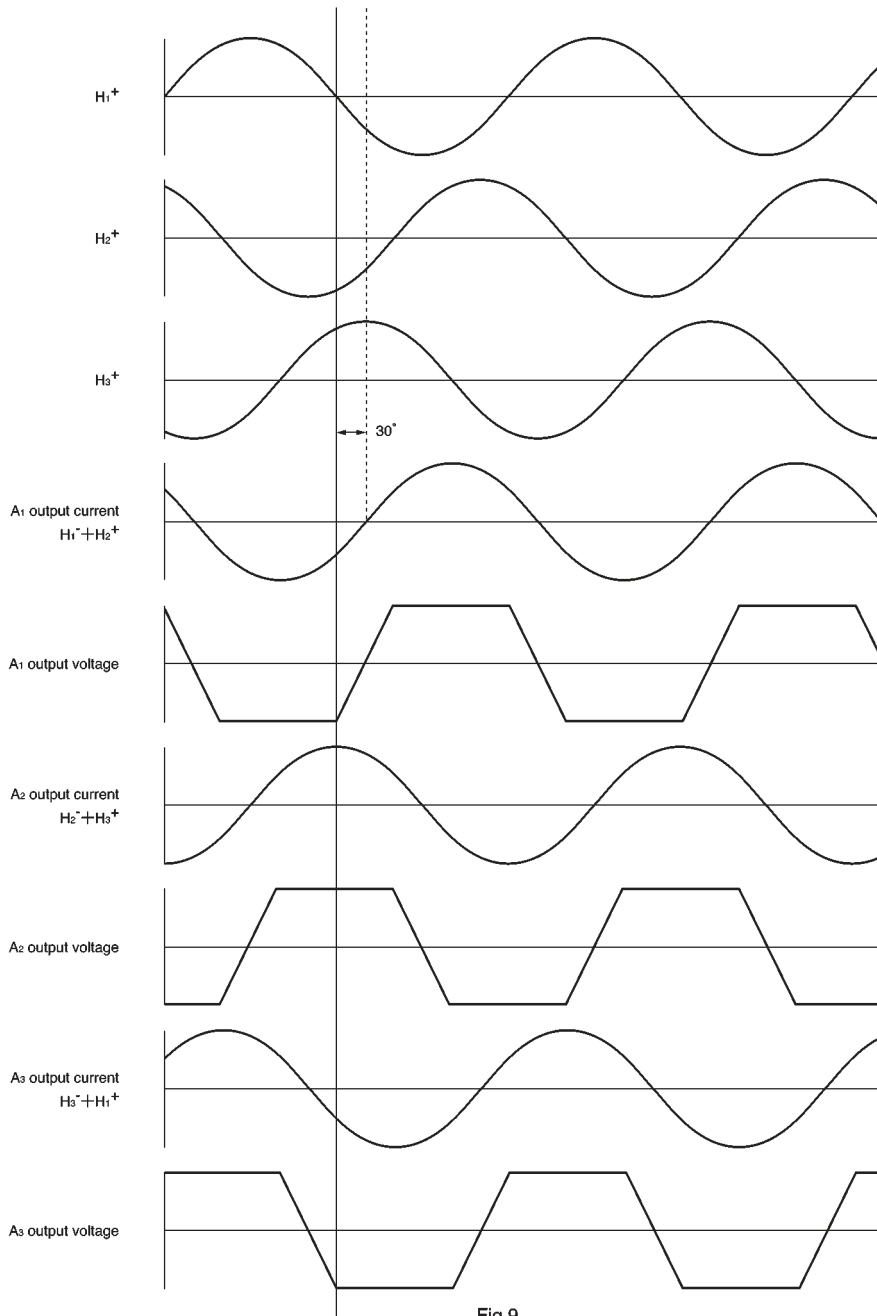 H₁⁺
H₂⁺
H₃⁺
30°
A₁ output current
H₁⁻+H₂⁺
A₁ output voltage
A₂ output current
H₂⁻+H₃⁺
A₂ output voltage
A₃ output current
H₃⁻+H₁⁺
A₃ output voltage
Fig.9